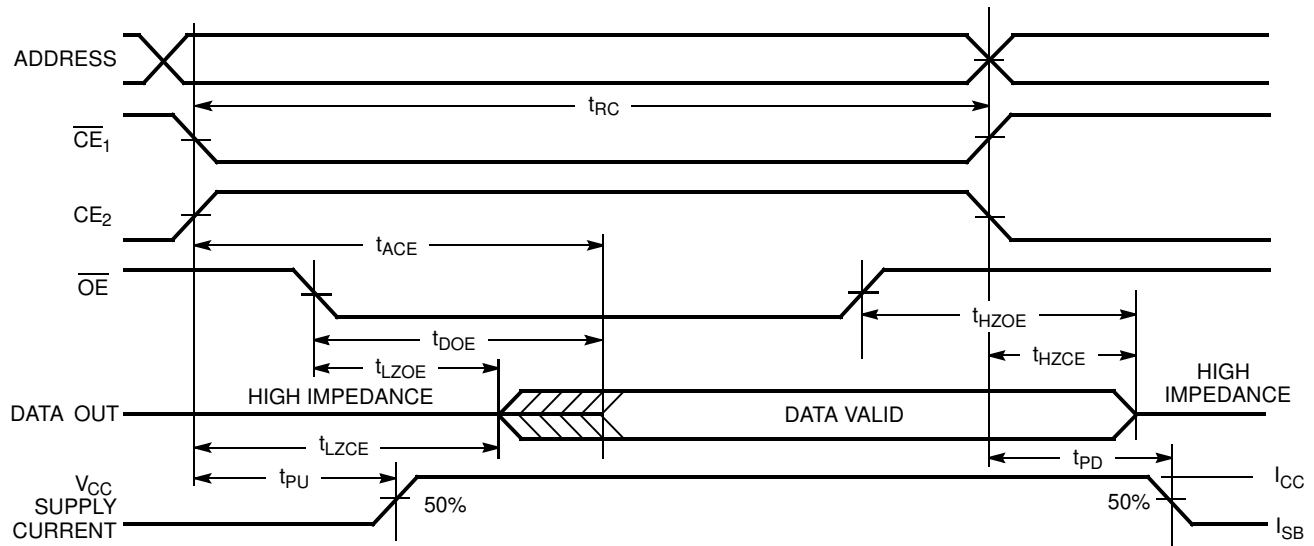 ADDRESS
tRC
CE1
CE2
tACE
OE
tHZOE
tDOE
tHZCE
tLZOE
HIGH IMPEDANCE
HIGH
IMPEDANCE
DATA OUT
DATA VALID
tLZCE
tPU
tPD
VCC
SUPPLY
CURRENT
50%
50%
ICC
ISB